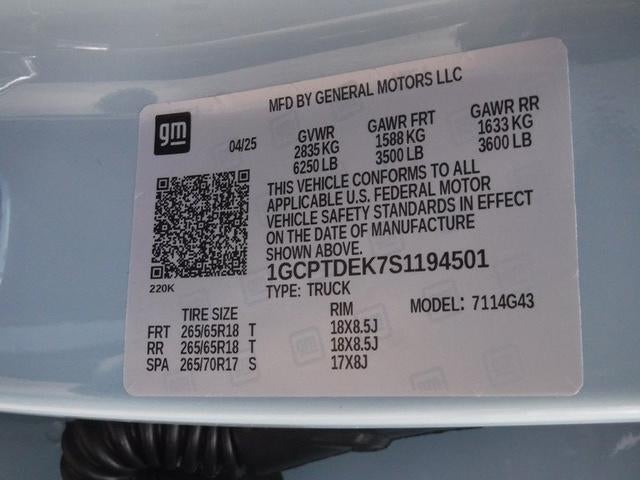 MFD BY GENERAL MOTORS LLC
gm
04/25
GVWR
2835 KG
6250 LB
GAWR FRT
1588 KG
3500 LB
GAWR RR
1633 KG
3600 LB
THIS VEHICLE CONFORMS TO ALL
APPLICABLE U.S. FEDERAL MOTOR
VEHICLE SAFETY STANDARDS IN EFFECT
ON THE DATE OF MANUFACTURE
SHOWN ABOVE.
1GCPTDEK7S1194501
220K
TYPE: TRUCK
MODEL: 7114G43
TIRE SIZE RIM
FRT 265/65R18 T 18X8.5J
RR 265/65R18 T 18X8.5J
SPA 265/70R17 S 17X8J